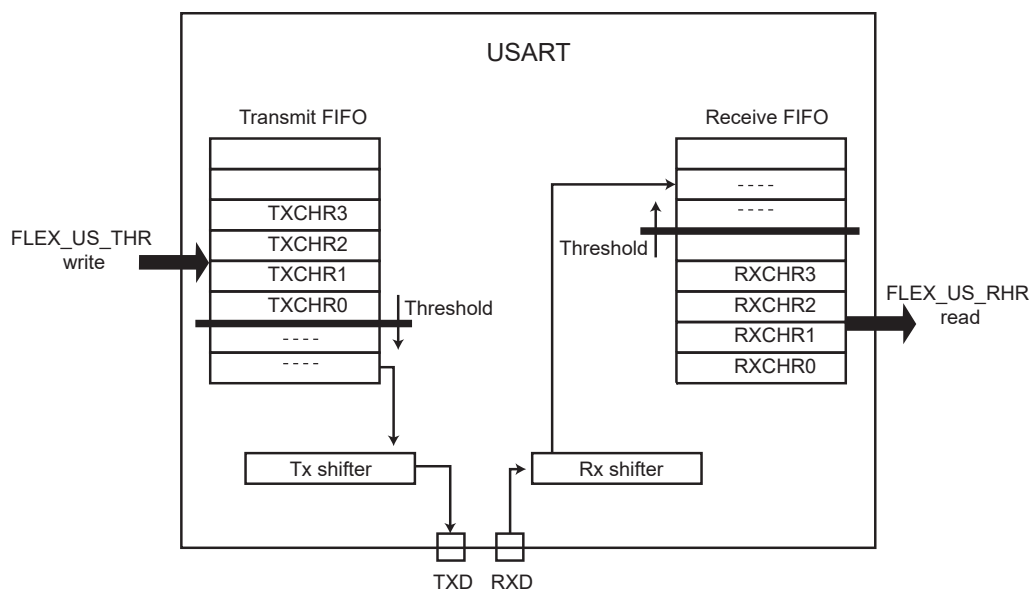 USART
Transmit FIFO
Receive FIFO
- - - -
TXCHR3
- - - -
FLEX_US_THR
write
TXCHR2
Threshold
TXCHR1
RXCHR3
TXCHR0
Threshold
RXCHR2
FLEX_US_RHR
read
- - - -
RXCHR1
- - - -
RXCHR0
Tx shifter
Rx shifter
TXD
RXD